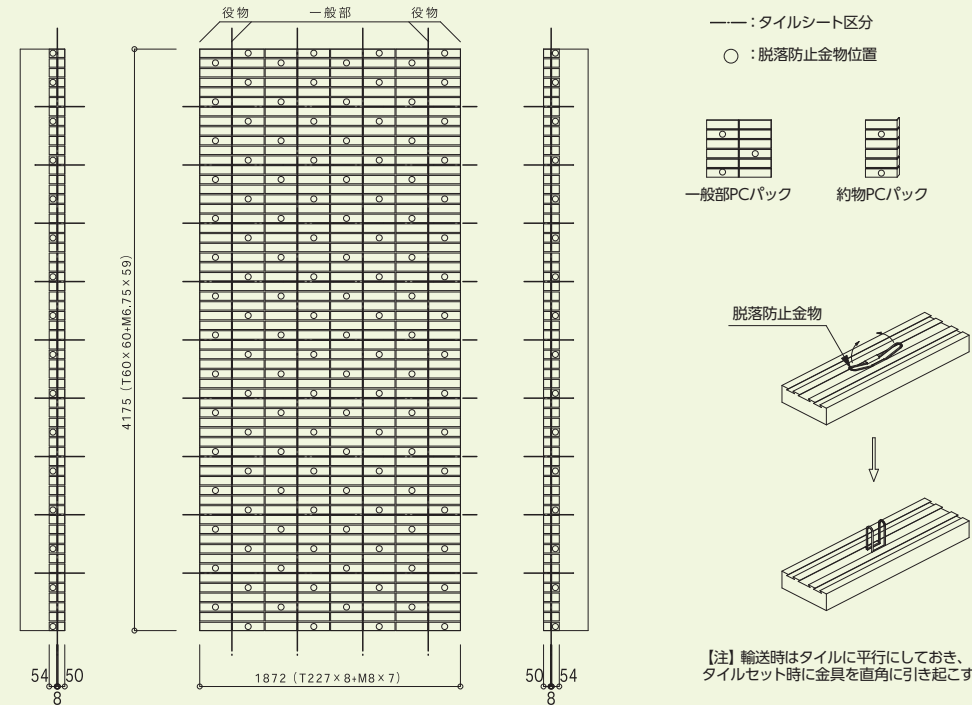 役物 一般部 役物
4175 (T60×60+M6.75×59)
54 50
8
1872 (T227×8+M8×7)
50 54
8
：タイルシート区分
：脱落防止金物位置
一般部PCパック 約物PCパック
脱落防止金物
【注】輸送時はタイルに平行にしておき、
タイルセット時に金具を直角に引き起こす